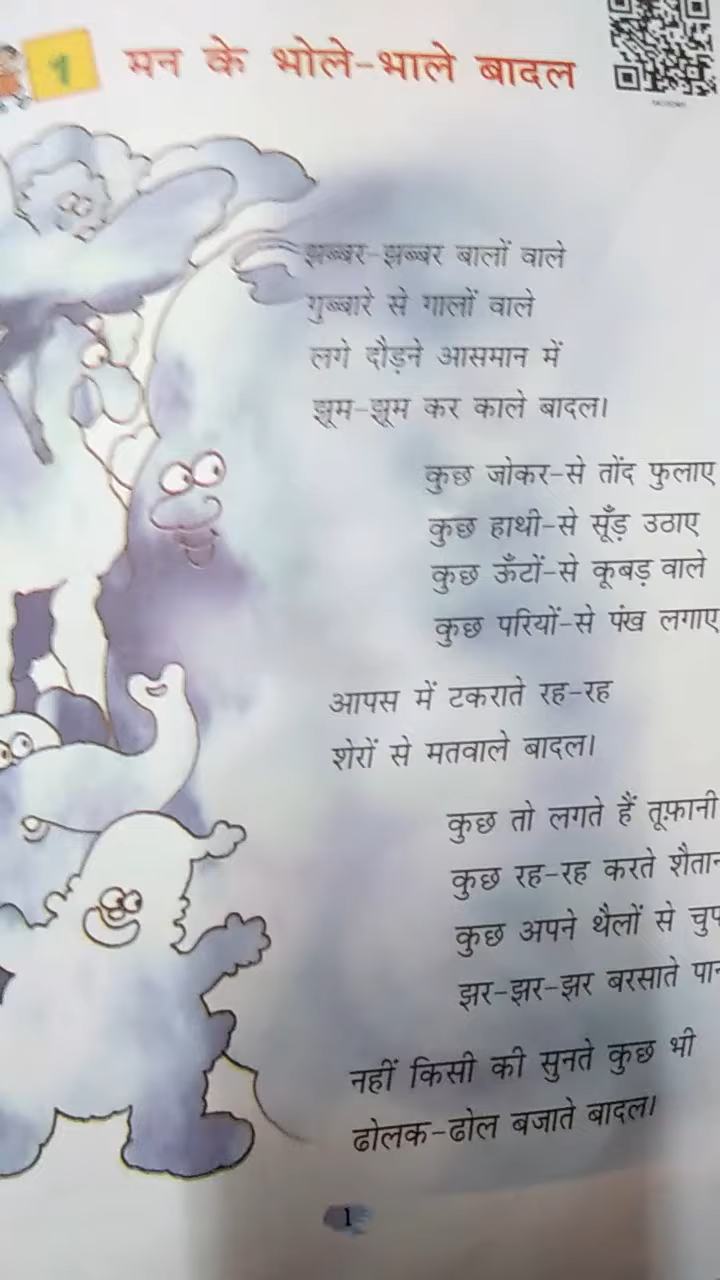 1
मन के भोले-भाले बादल
झब्बर-झब्बर बालों वाले
गुब्बारे से गालों वाले
लगे दौड़ने आसमान में
झूम-झूम कर काले बादल।
कुछ जोकर-से तोंद फुलाए
कुछ हाथी-से सूँड़ उठाए
कुछ ऊँटों-से कूबड़ वाले
कुछ परियों-से पंख लगाए
आपस में टकराते रह-रह
शेरों से मतवाले बादल।
कुछ तो लगते हैं तूफ़ानी
कुछ रह-रह करते
कुछ अपने थैलों से
झर-झर-झर बरसाते
नहीं किसी की सुनते कुछ भी
ढोलक-ढोल बजाते बादल।
1